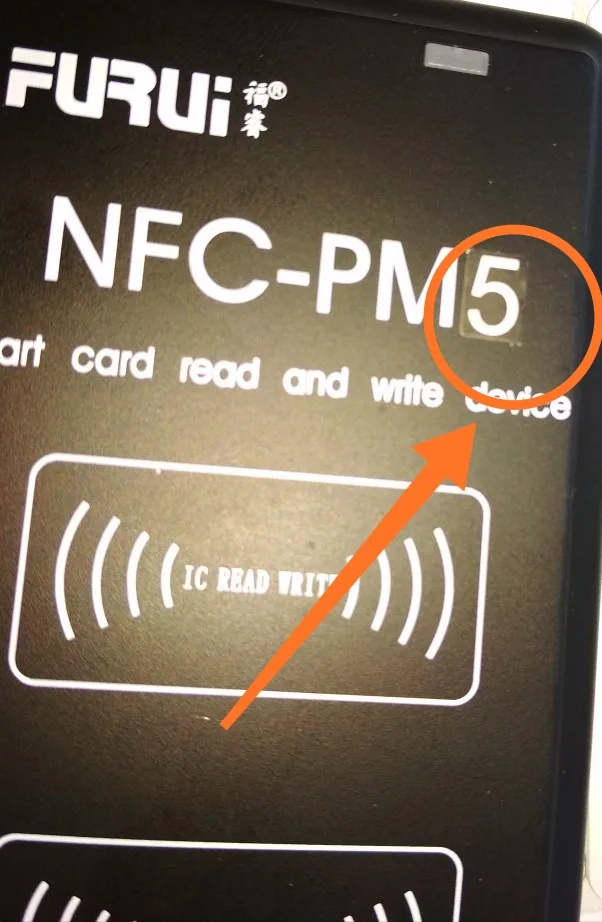 FURUi 福睿®
NFC-PM5
art card read and write device
IC READ WRITE